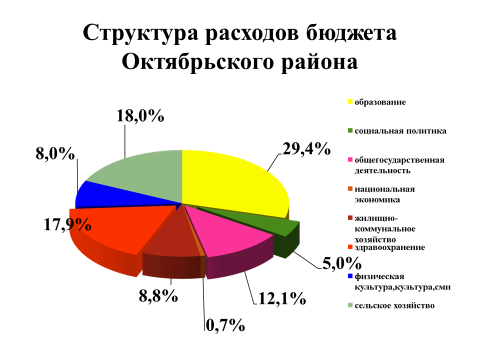 Структура расходов бюджета
Октябрьского района
18,0%
29,4%
8,0%
17,9%
8,8%
0,7%
12,1%
5,0%
образование
социальная политика
общегосударственная
деятельность
национальная
экономика
жилищно-
коммунальное
хозяйство
здравоохранение
физическая
культура,культура,сми
сельское хозяйство